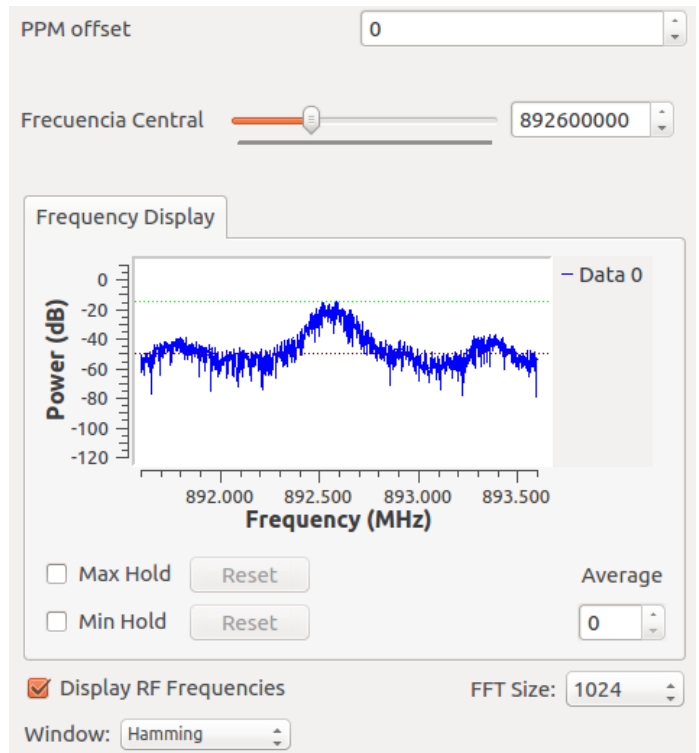 PPM offset 0
Frecuencia Central 892600000
Frequency Display
0
-20
-40
-60
-80
-100
-120
Power (dB)
Data 0
892.000 892.500 893.000 893.500
Frequency (MHz)
Max Hold Reset Average
Min Hold Reset 0
Display RF Frequencies FFT Size: 1024
Window: Hamming